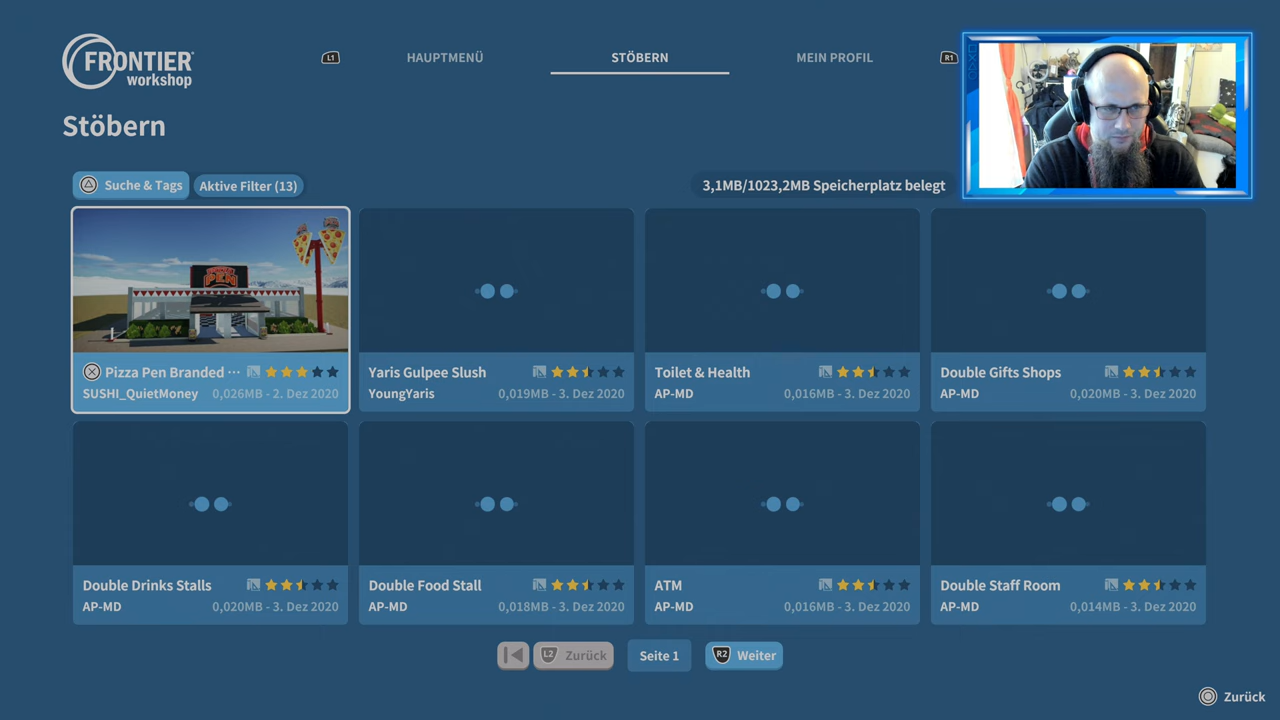 FRONTIER
workshop
L1
HAUPTMENÜ
STÖBERN
MEIN PROFIL
R1
Stöbern
Suche & Tags
Aktive Filter (13)
3,1MB/1023,2MB Speicherplatz belegt
Pizza Pen Branded ···
SUSHI_QuietMoney
0,026MB - 2. Dez 2020
Yaris Gulpee Slush
YoungYaris
0,019MB - 3. Dez 2020
Toilet & Health
AP-MD
0,016MB - 3. Dez 2020
Double Gifts Shops
AP-MD
0,020MB - 3. Dez 2020
Double Drinks Stalls
AP-MD
0,020MB - 3. Dez 2020
Double Food Stall
AP-MD
0,018MB - 3. Dez 2020
ATM
AP-MD
0,016MB - 3. Dez 2020
Double Staff Room
AP-MD
0,014MB - 3. Dez 2020
L2
Zurück
Seite 1
R2
Weiter
Zurück